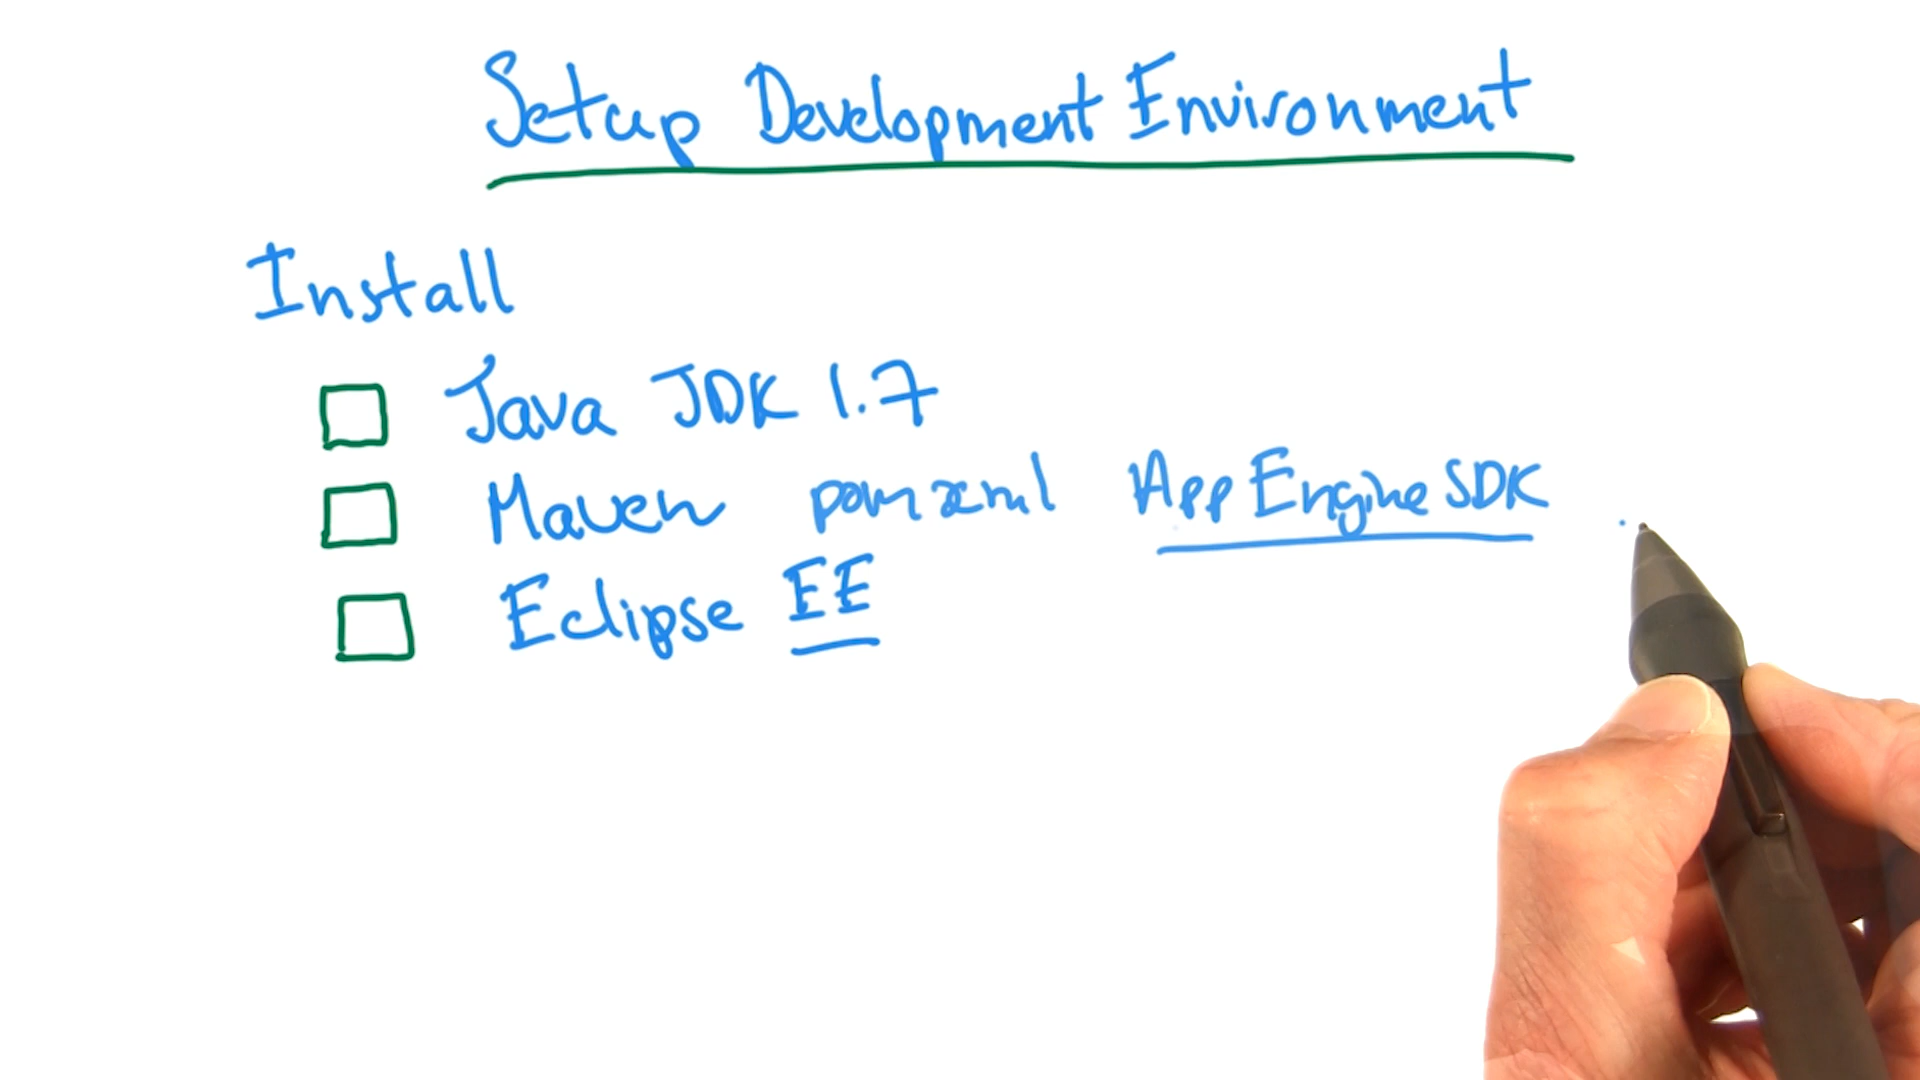 Setup Development Environment
Install
Java JDK 1.7
Maven pom xml App Engine SDK
Eclipse EE